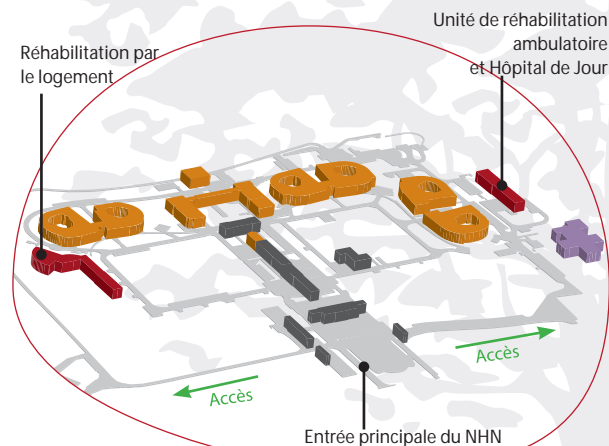 Unité de réhabilitation
ambulatoire
et Hôpital de Jour
Réhabilitation par
le logement
Accès
Accès
Entrée principale du NHN